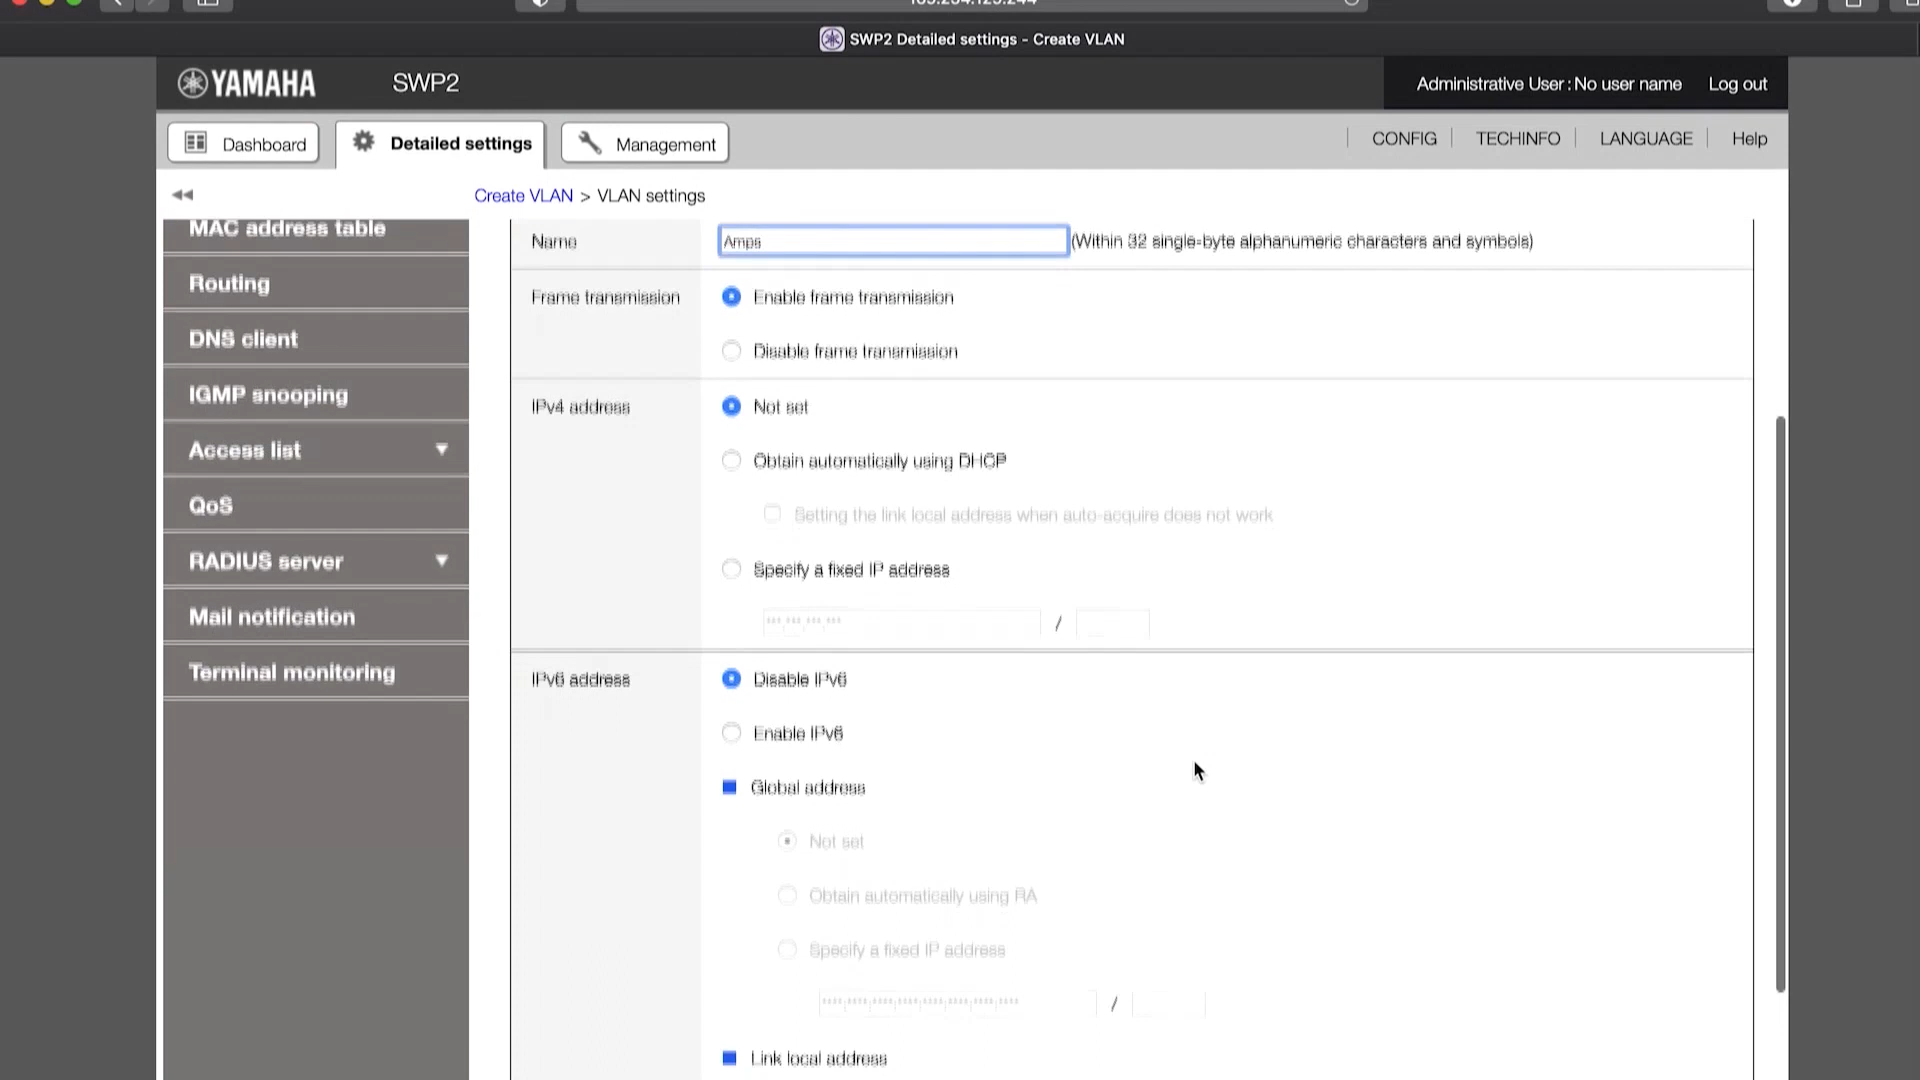 SWP2 Detailed settings - Create VLAN
YAMAHA
SWP2
Administrative User : No user name
Log out
Dashboard
Detailed settings
Management
CONFIG
TECHINFO
LANGUAGE
Help
Create VLAN > VLAN settings
MAC address table
Routing
DNS client
IGMP snooping
Access list
QoS
RADIUS server
Mail notification
Terminal monitoring
Name
Amps
(Within 32 single-byte alphanumeric characters and symbols)
Frame transmission
Enable frame transmission
Disable frame transmission
IPv4 address
Not set
Obtain automatically using DHCP
Setting the link local address when auto-acquire does not work
Specify a fixed IP address
***.***.***.***
/
IPv6 address
Disable IPv6
Enable IPv6
Global address
Not set
Obtain automatically using RA
Specify a fixed IP address
****:****:****:****:****:****:****:****
/
Link local address